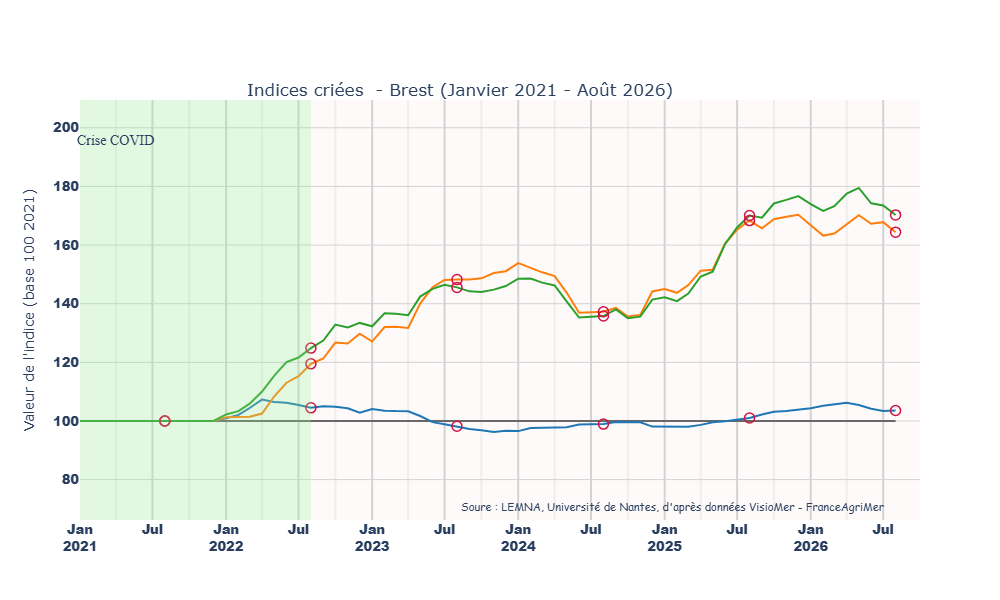 Indices criées - Brest (Janvier 2021 - Août 2026)
Valeur de l'indice (base 100 2021)
200
180
160
140
120
100
80
Crise COVID
Soure : LEMNA, Université de Nantes, d'après données VisioMer - FranceAgriMer
Jan Jul Jan Jul Jan Jul Jan Jul Jan Jul Jan Jul
2021 2022 2023 2024 2025 2026